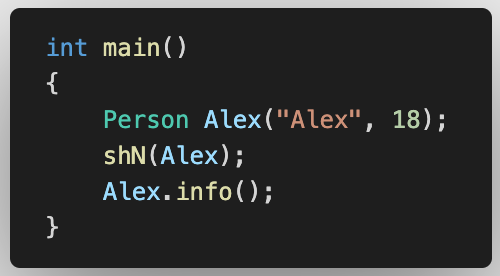 int main()
{
    Person Alex("Alex", 18);
    shN(Alex);
    Alex.info();
}